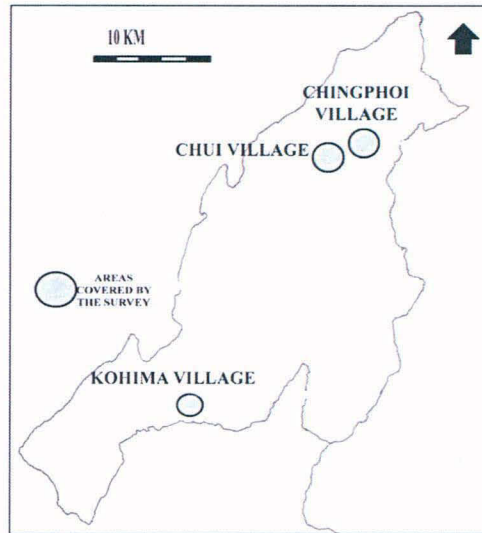 10 KM
CHINGPHOI
VILLAGE
CHUI VILLAGE
AREAS
COVERED BY
THE SURVEY
KOHIMA VILLAGE